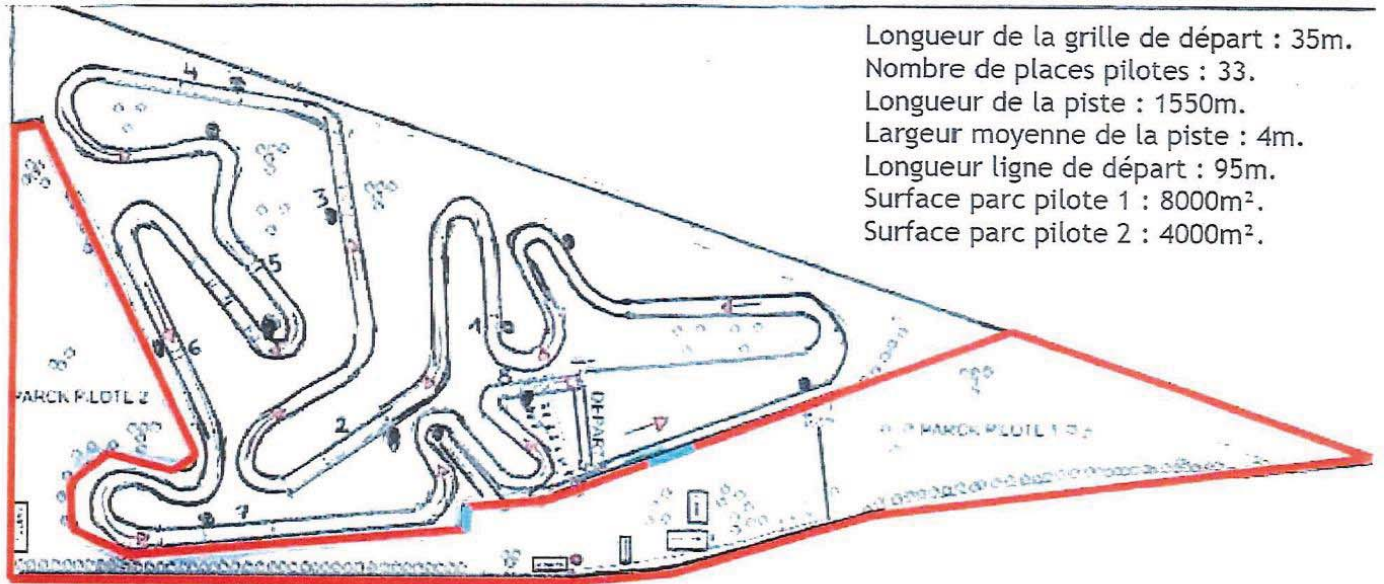 Longueur de la grille de départ : 35m.
Nombre de places pilotes : 33.
Longueur de la piste : 1550m.
Largeur moyenne de la piste : 4m.
Longueur ligne de départ : 95m.
Surface parc pilote 1 : 8000m².
Surface parc pilote 2 : 4000m².
4
3
5
1
6
PARCK PILOTE 2
2
DEPART
PARCK PILOTE 1
7
i